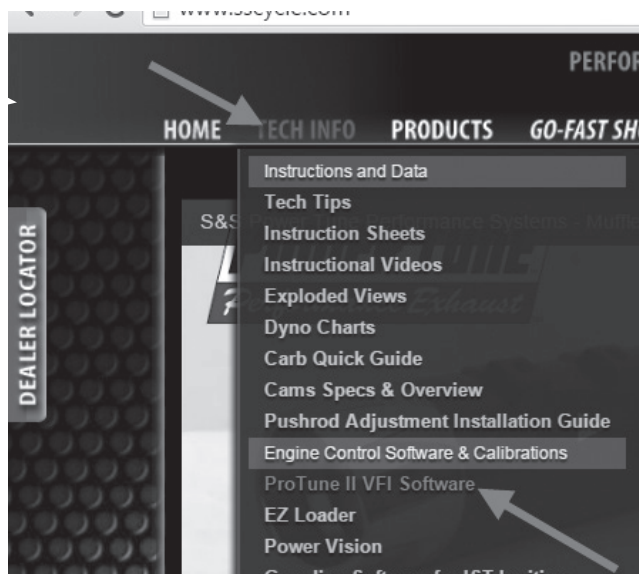 www.sscycle.com
PERFOR
HOME TECH INFO PRODUCTS GO-FAST SH
DEALER LOCATOR
Instructions and Data
S&S
Tech Tips
Instruction Sheets
Instructional Videos
Exploded Views
Performance Exhaust
Dyno Charts
Carb Quick Guide
Cams Specs & Overview
Pushrod Adjustment Installation Guide
Engine Control Software & Calibrations
ProTune II VFI Software
EZ Loader
Power Vision